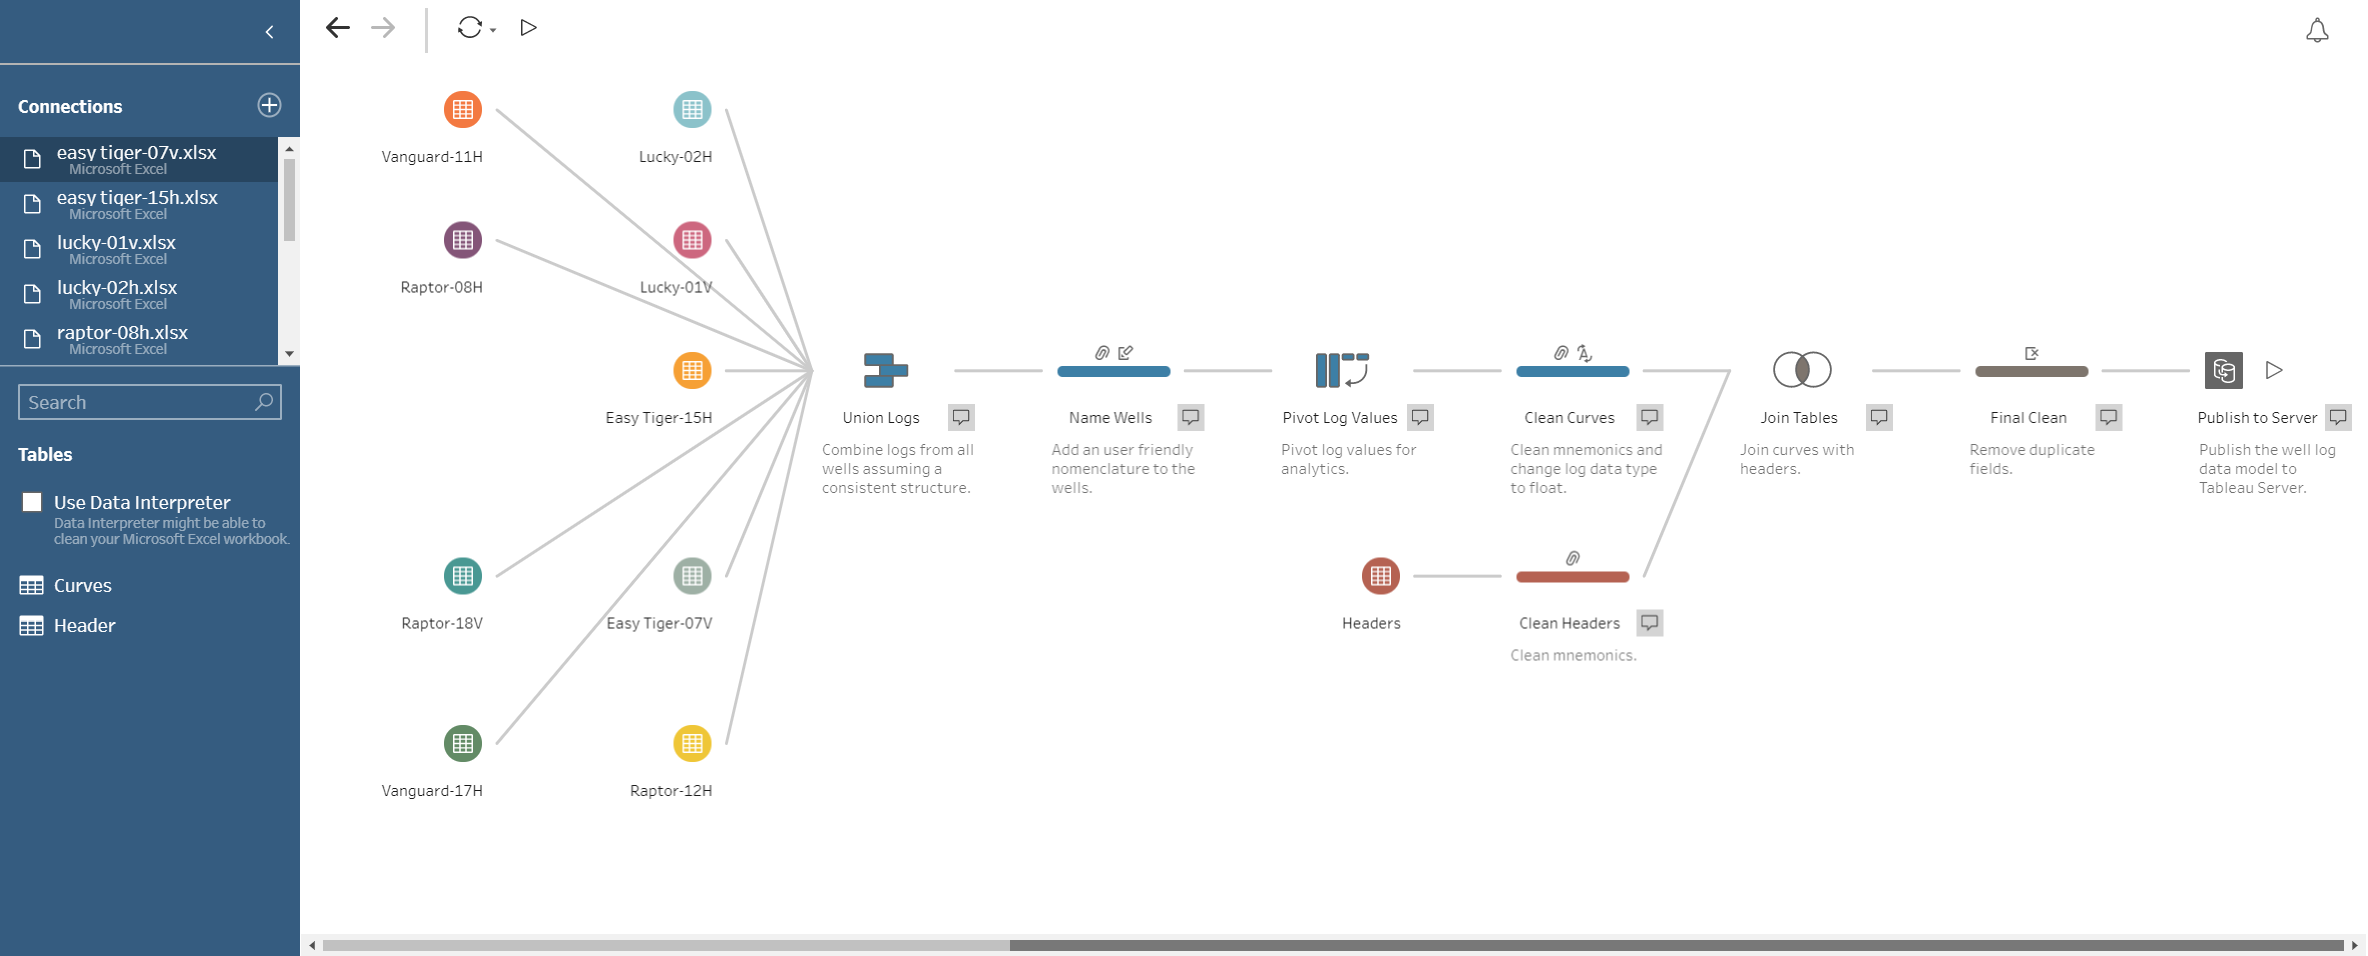 Connections
easy tiger-07v.xlsx
Microsoft Excel
easy tiger-15h.xlsx
Microsoft Excel
lucky-01v.xlsx
Microsoft Excel
lucky-02h.xlsx
Microsoft Excel
raptor-08h.xlsx
Microsoft Excel
Search
Tables
Use Data Interpreter
Data Interpreter might be able to
clean your Microsoft Excel workbook.
Curves
Header
Vanguard-11H
Lucky-02H
Raptor-08H
Lucky-01V
Easy Tiger-15H
Raptor-18V
Easy Tiger-07V
Vanguard-17H
Raptor-12H
Union Logs
Combine logs from all
wells assuming a
consistent structure.
Name Wells
Add an user friendly
nomenclature to the
wells.
Pivot Log Values
Pivot log values for
analytics.
Clean Curves
Clean mnemonics and
change log data type
to float.
Headers
Clean Headers
Clean mnemonics.
Join Tables
Join curves with
headers.
Final Clean
Remove duplicate
fields.
Publish to Server
Publish the well log
data model to
Tableau Server.